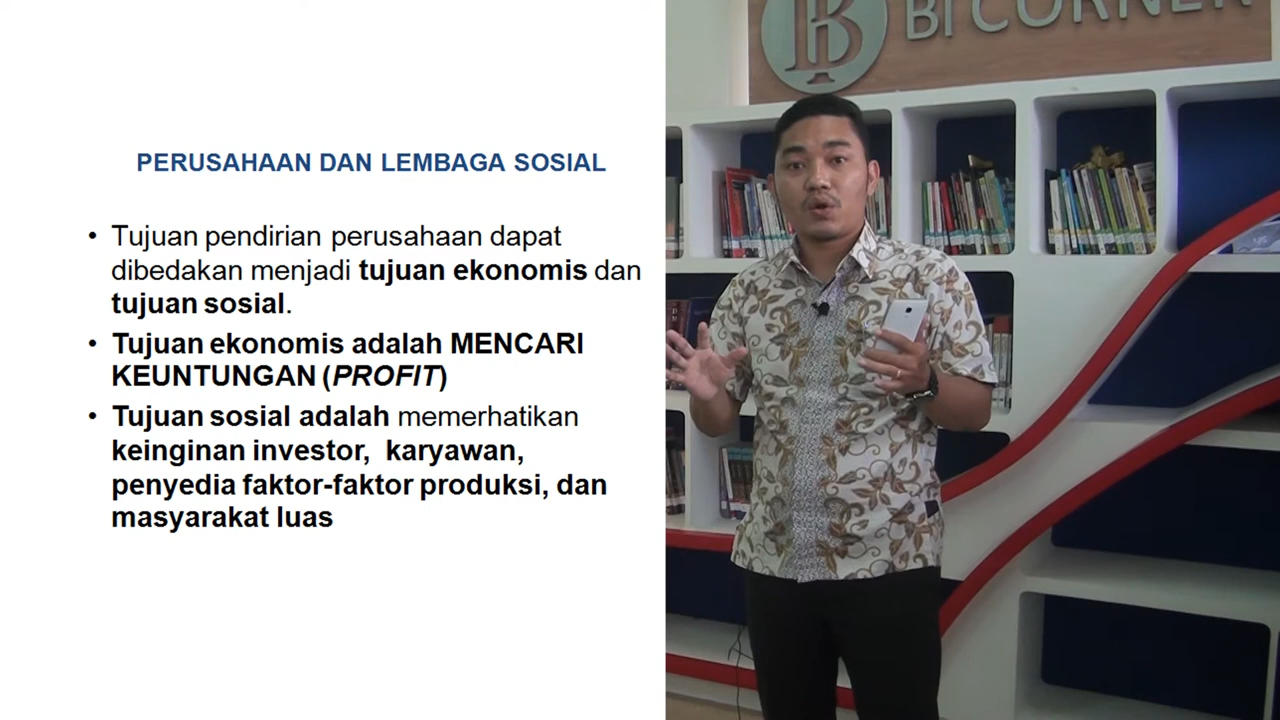 PERUSAHAAN DAN LEMBAGA SOSIAL
• Tujuan pendirian perusahaan dapat
dibedakan menjadi tujuan ekonomis dan
tujuan sosial.
• Tujuan ekonomis adalah MENCARI
KEUNTUNGAN (PROFIT)
• Tujuan sosial adalah memerhatikan
keinginan investor, karyawan,
penyedia faktor-faktor produksi, dan
masyarakat luas
BI CORNER